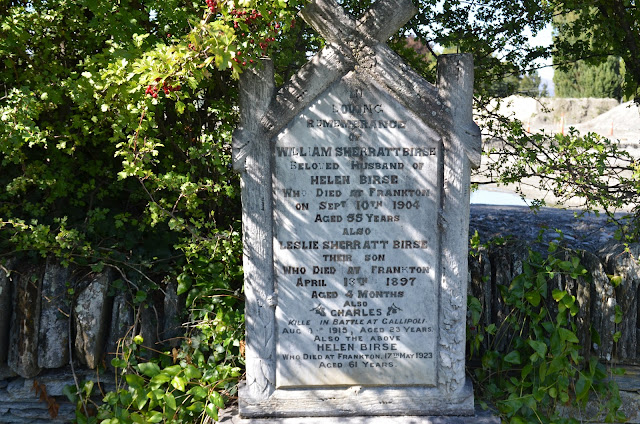 IN
LOVING
REMEMBRANCE
OF
WILLIAM SHERRATT BIRSE
BELOVED HUSBAND OF
HELEN BIRSE
WHO DIED AT FRANKTON
ON SEPT 10TH 1904
AGED 55 YEARS
ALSO
LESLIE SHERRATT BIRSE
THEIR SON
WHO DIED AT FRANKTON
APRIL 13TH 1897
AGED 4 MONTHS
ALSO
CHARLES
KILLED IN BATTLE AT GALLIPOLI
AUG 1915, AGED 23 YEARS
ALSO THE ABOVE
HELEN BIRSE
WHO DIED AT FRANKTON, 17TH MAY 1923
AGED 61 YEARS.